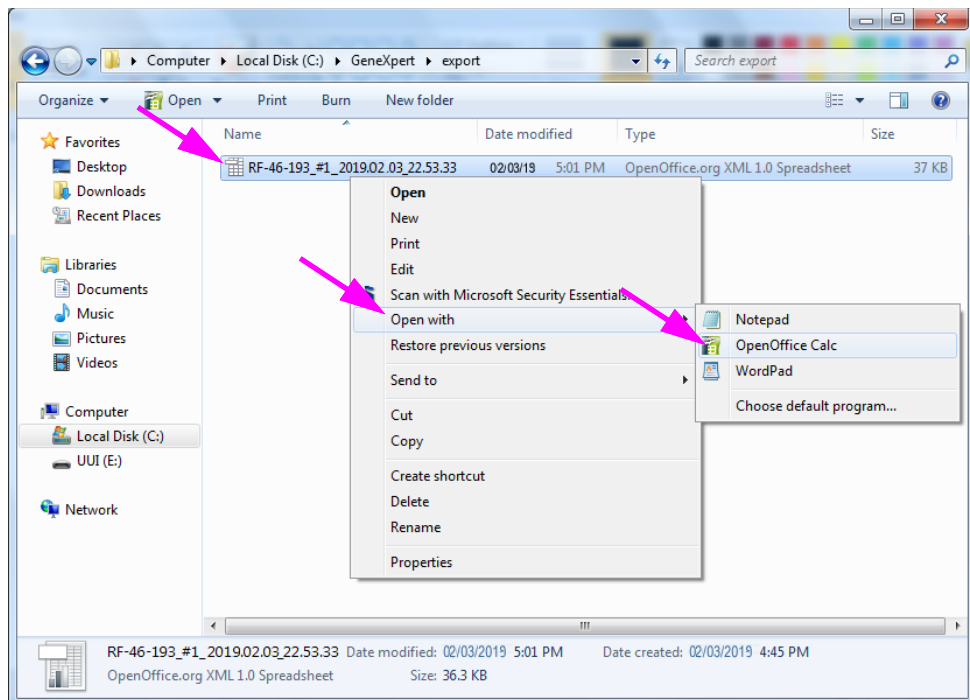 Computer Local Disk (C:) GeneXpert export
Search export
Organize Open Print Burn New folder
Name Date modified Type Size
RF-46-193_#1_2019.02.03_22.53.33 02/03/19 5:01 PM OpenOffice.org XML 1.0 Spreadsheet 37 KB
Favorites
Desktop
Downloads
Recent Places
Libraries
Documents
Music
Pictures
Videos
Computer
Local Disk (C:)
UUI (E:)
Network
Open
New
Print
Edit
Scan with Microsoft Security Essentials...
Open with
Restore previous versions
Send to
Cut
Copy
Create shortcut
Delete
Rename
Properties
Notepad
OpenOffice Calc
WordPad
Choose default program...
RF-46-193_#1_2019.02.03_22.53.33 Date modified: 02/03/2019 5:01 PM Date created: 02/03/2019 4:45 PM
OpenOffice.org XML 1.0 Spreadsheet Size: 36.3 KB